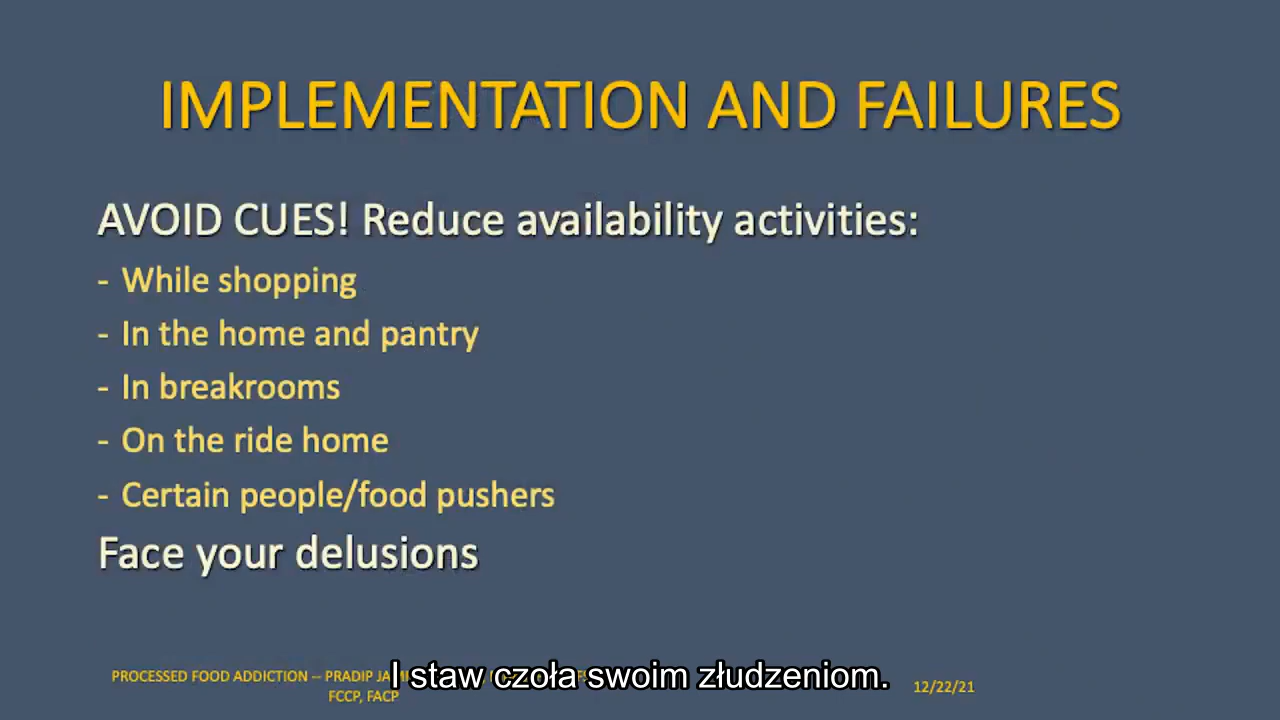 IMPLEMENTATION AND FAILURES
AVOID CUES! Reduce availability activities:
- While shopping
- In the home and pantry
- In breakrooms
- On the ride home
- Certain people/food pushers
Face your delusions
PROCESSED FOOD ADDICTION -- PRADIP
FCCP, FACP
I staw czoła swoim złudzeniom.
12/22/21